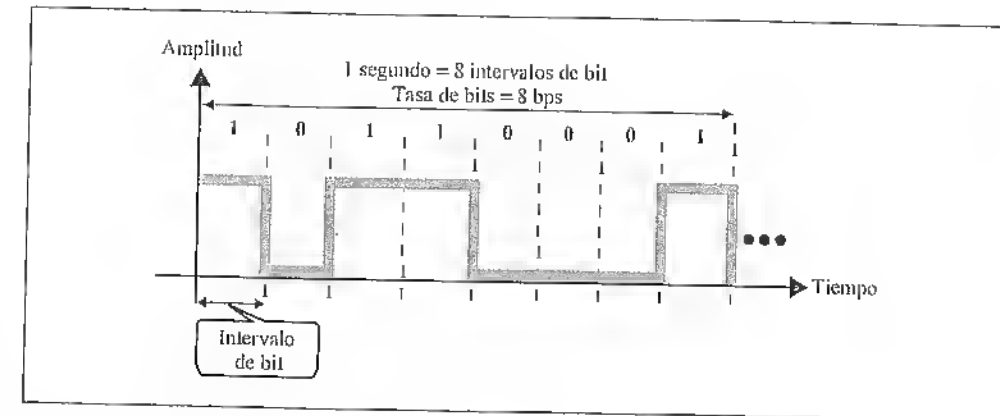 Amplitud
1 segundo = 8 intervalos de bit
Tasa de bits = 8 bps
1 0 1 1 0 0 0 1
Tiempo
Intervalo
de bit